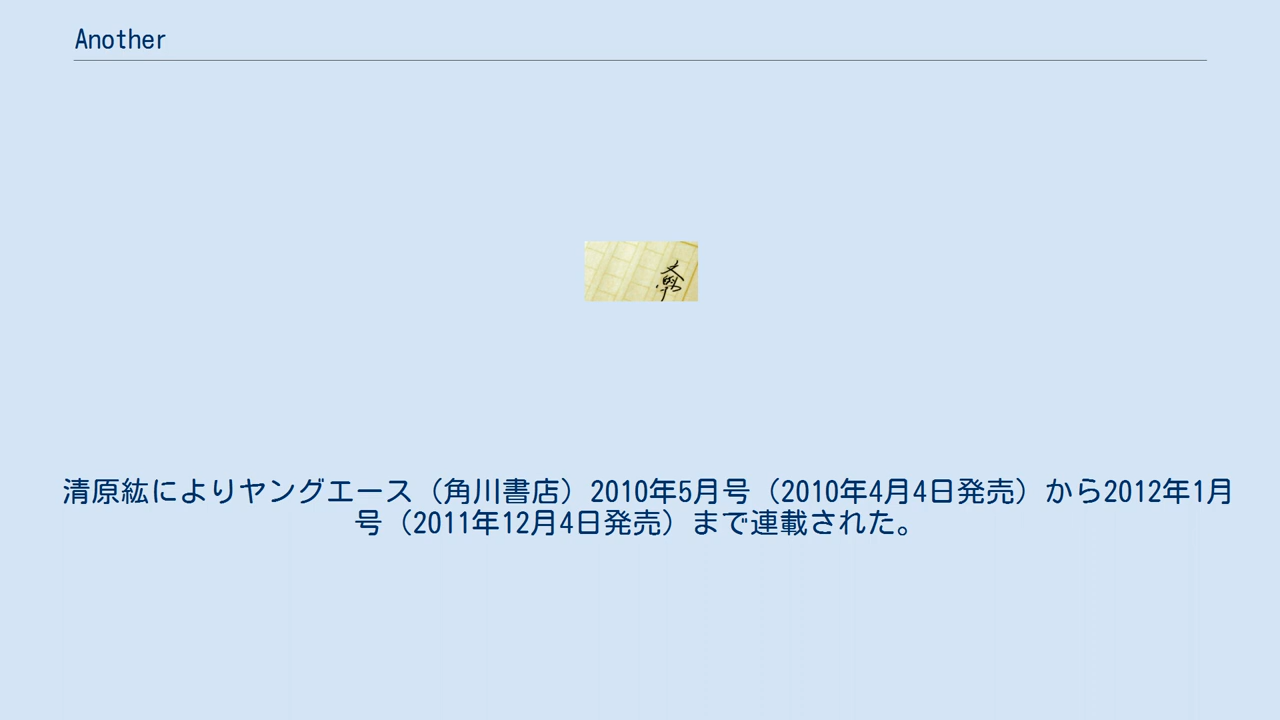 Another
清原紘によりヤングエース（角川書店）2010年5月号（2010年4月4日発売）から2012年1月
号（2011年12月4日発売）まで連載された。